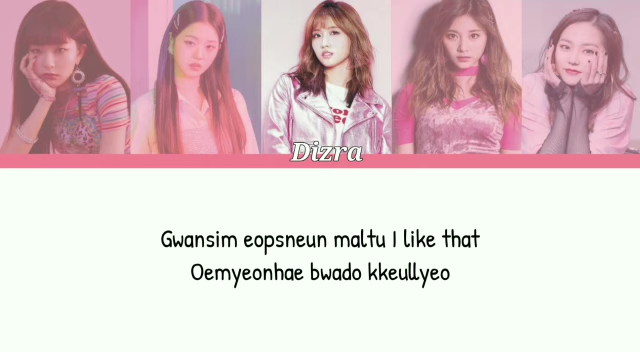 Dizra
Gwansim eopsneun maltu I like that
Oemyeonhae bwado kkeullyeo